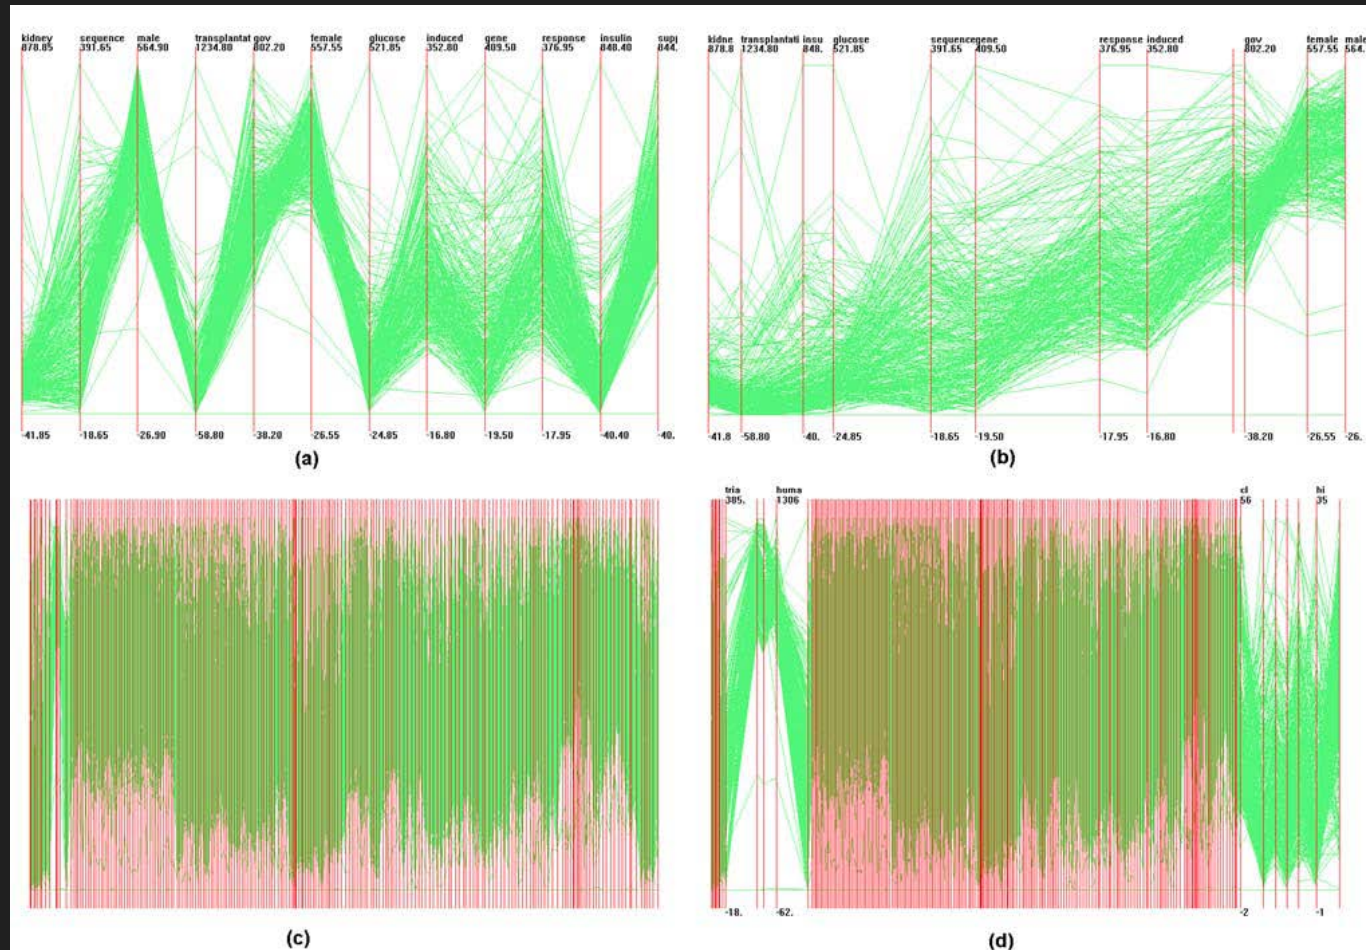 kidney sequence male transplantat gov female glucose induced gene response insulin supp
878.85 391.65 564.90 1234.80 802.20 557.55 521.85 352.80 409.50 376.95 848.40 844.
-41.85 -18.65 -26.90 -58.80 -38.20 -26.55 -24.85 -16.80 -19.50 -17.95 -40.40 -40.
(a)
kidne transplantati insu glucose sequence gene response induced gov female male
878.8 1234.80 848. 521.85 391.65 409.50 376.95 352.80 802.20 557.55 564.
-41.8 -58.80 -40. -24.85 -18.65 -19.50 -17.95 -16.80 -38.20 -26.55 -26.
(b)
(c)
tria huma cl hi
385. 1306 56 35
-18. -62. -2 -1
(d)